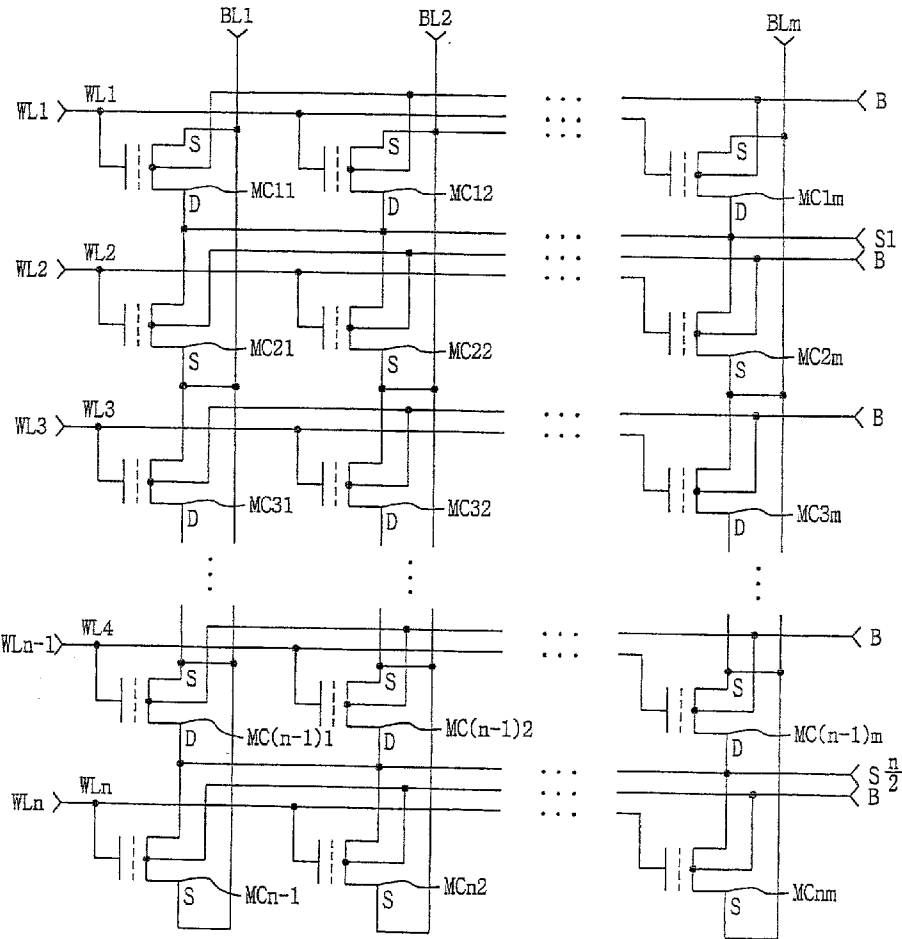 BL1 BL2 BLm
WL1 WL1 ... B
S S ... S
MC11 MC12 MC1m
D D D
... S1
WL2 WL2 ... B
...
MC21 MC22 MC2m
S S S
WL3 WL3 ... B
...
MC31 MC32 MC3m
D D D
... ... ...
WLn-1 WL4 ... B
S S ... S
MC(n-1)1 MC(n-1)2 MC(n-1)m
D D D
... S n/2
WLn WLn ... B
...
MCn-1 MCn2 MCnm
S S S